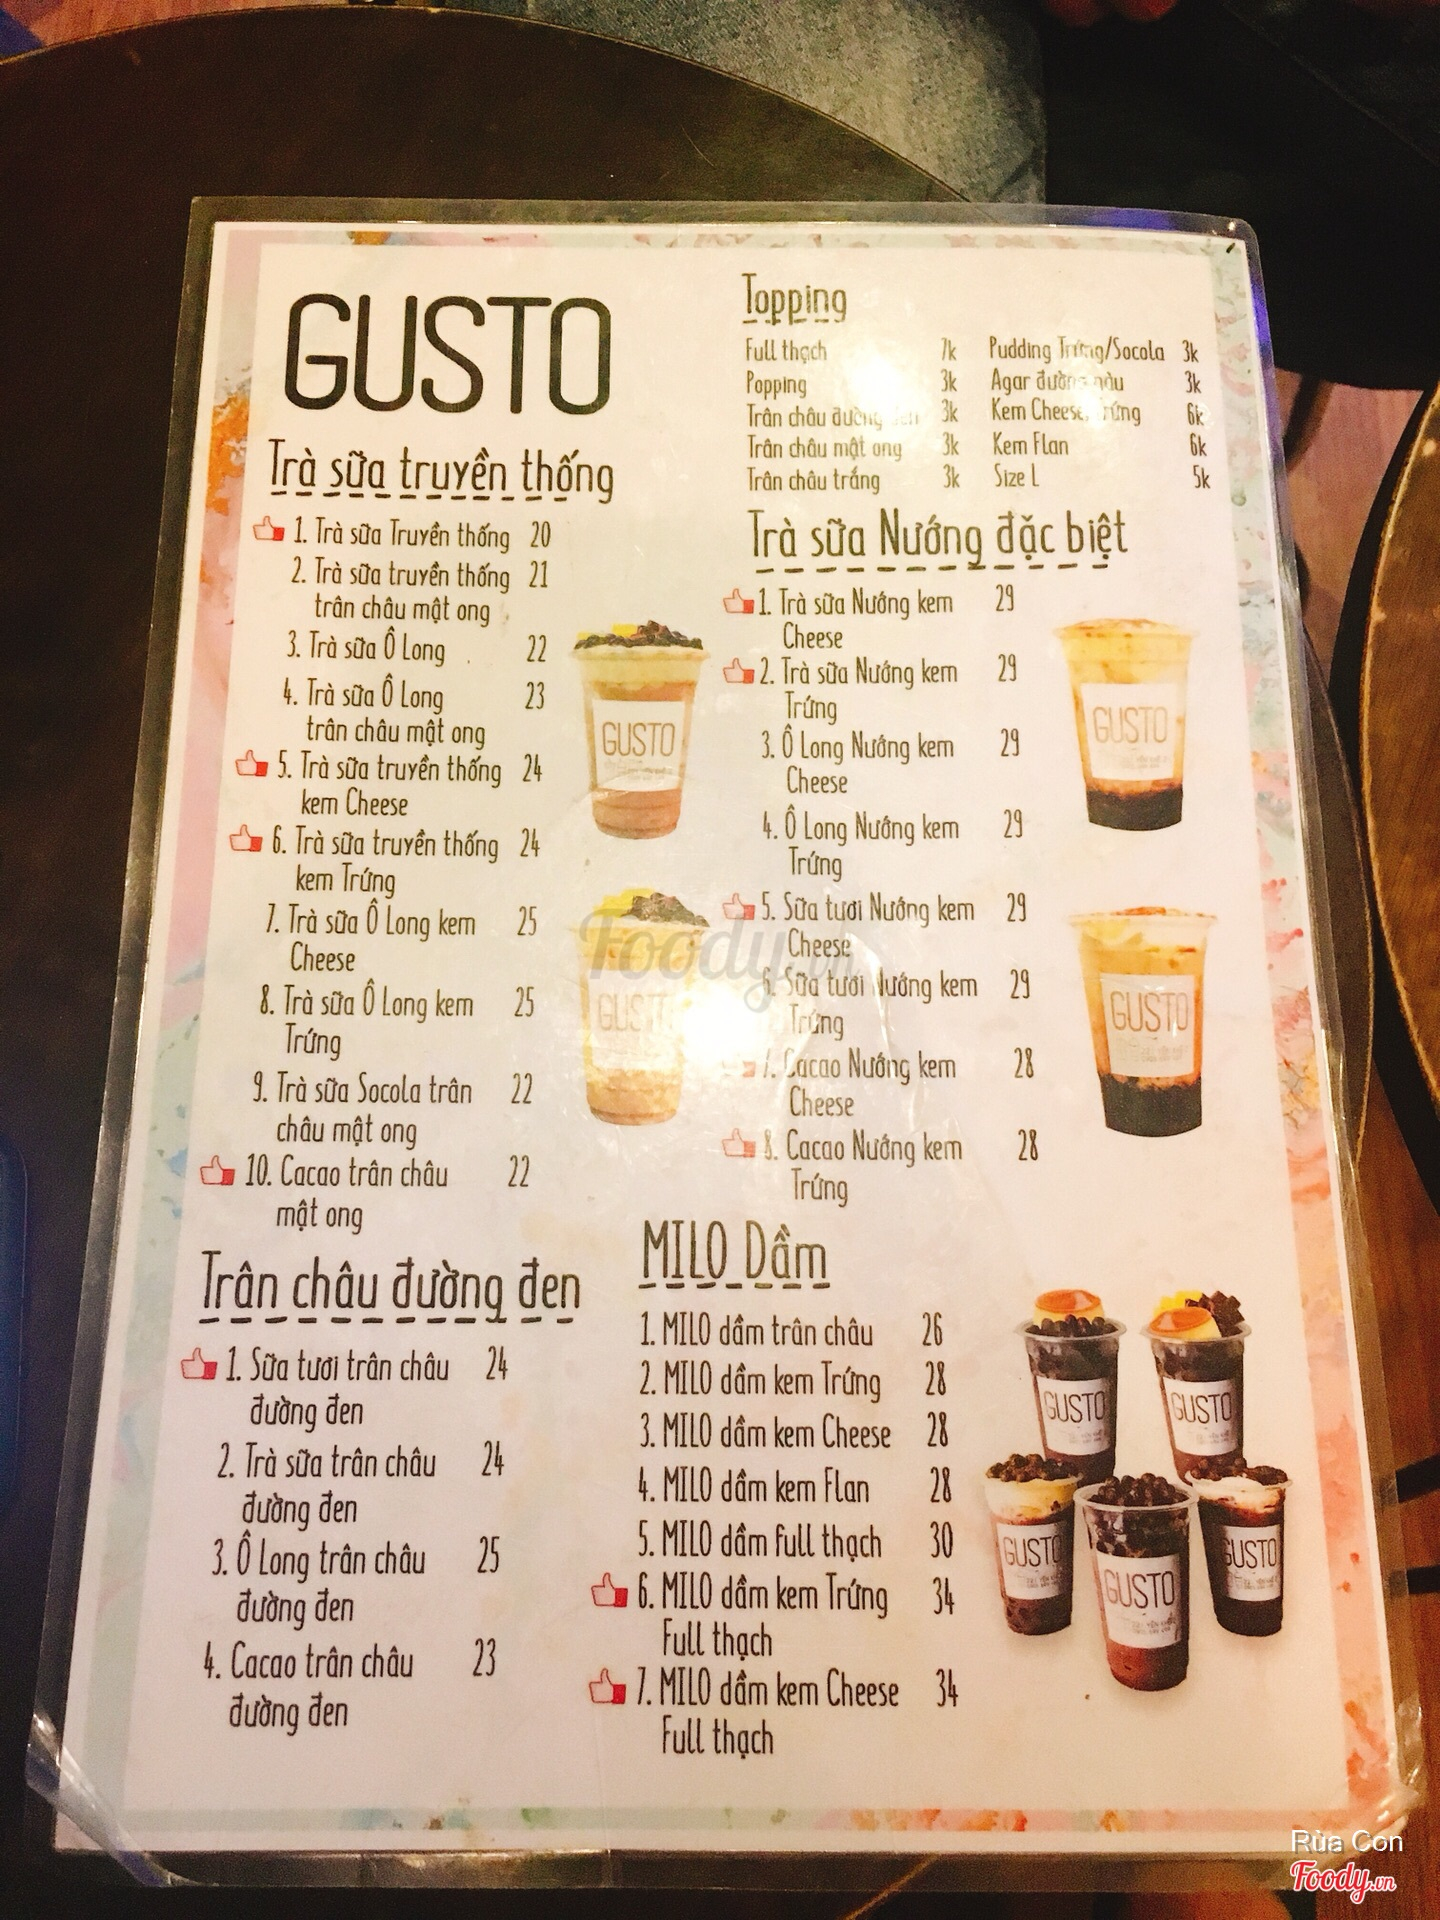 GUSTO
Trà sữa truyền thống
1. Trà sữa Truyền thống 20
2. Trà sữa truyền thống 21
trân châu mật ong
3. Trà sữa Ô Long 22
4. Trà sữa Ô Long 23
trân châu mật ong
5. Trà sữa truyền thống 24
kem Cheese
6. Trà sữa truyền thống 24
kem Trứng
7. Trà sữa Ô Long kem 25
Cheese
8. Trà sữa Ô Long kem 25
Trứng
9. Trà sữa Socola trân 22
châu mật ong
10. Cacao trân châu 22
mật ong
Trân châu đường đen
1. Sữa tươi trân châu 24
đường đen
2. Trà sữa trân châu 24
đường đen
3. Ô Long trân châu 25
đường đen
4. Cacao trân châu 23
đường đen
Topping
Full thạch 7k
Popping 3k
Trân châu đường đen 3k
Trân châu mật ong 3k
Trân châu trắng 3k
Pudding Trứng/Socola 3k
Agar đường nâu 3k
Kem Cheese, Trứng 6k
Kem Flan 6k
Size L 5k
Trà sữa Nướng đặc biệt
1. Trà sữa Nướng kem 29
Cheese
2. Trà sữa Nướng kem 29
Trứng
3. Ô Long Nướng kem 29
Cheese
4. Ô Long Nướng kem 29
Trứng
5. Sữa tươi Nướng kem 29
Cheese
6. Sữa tươi Nướng kem 29
Trứng
7. Cacao Nướng kem 28
Cheese
8. Cacao Nướng kem 28
Trứng
MILO Dầm
1. MILO dầm trân châu 26
2. MILO dầm kem Trứng 28
3. MILO dầm kem Cheese 28
4. MILO dầm kem Flan 28
5. MILO dầm full thạch 30
6. MILO dầm kem Trứng 34
Full thạch
7. MILO dầm kem Cheese 34
Full thạch
GUSTO
GUSTO
GUSTO
GUSTO
GUSTO
GUSTO
GUSTO
GUSTO
GUSTO
Foody.vn
Rùa Con
Foody.vn